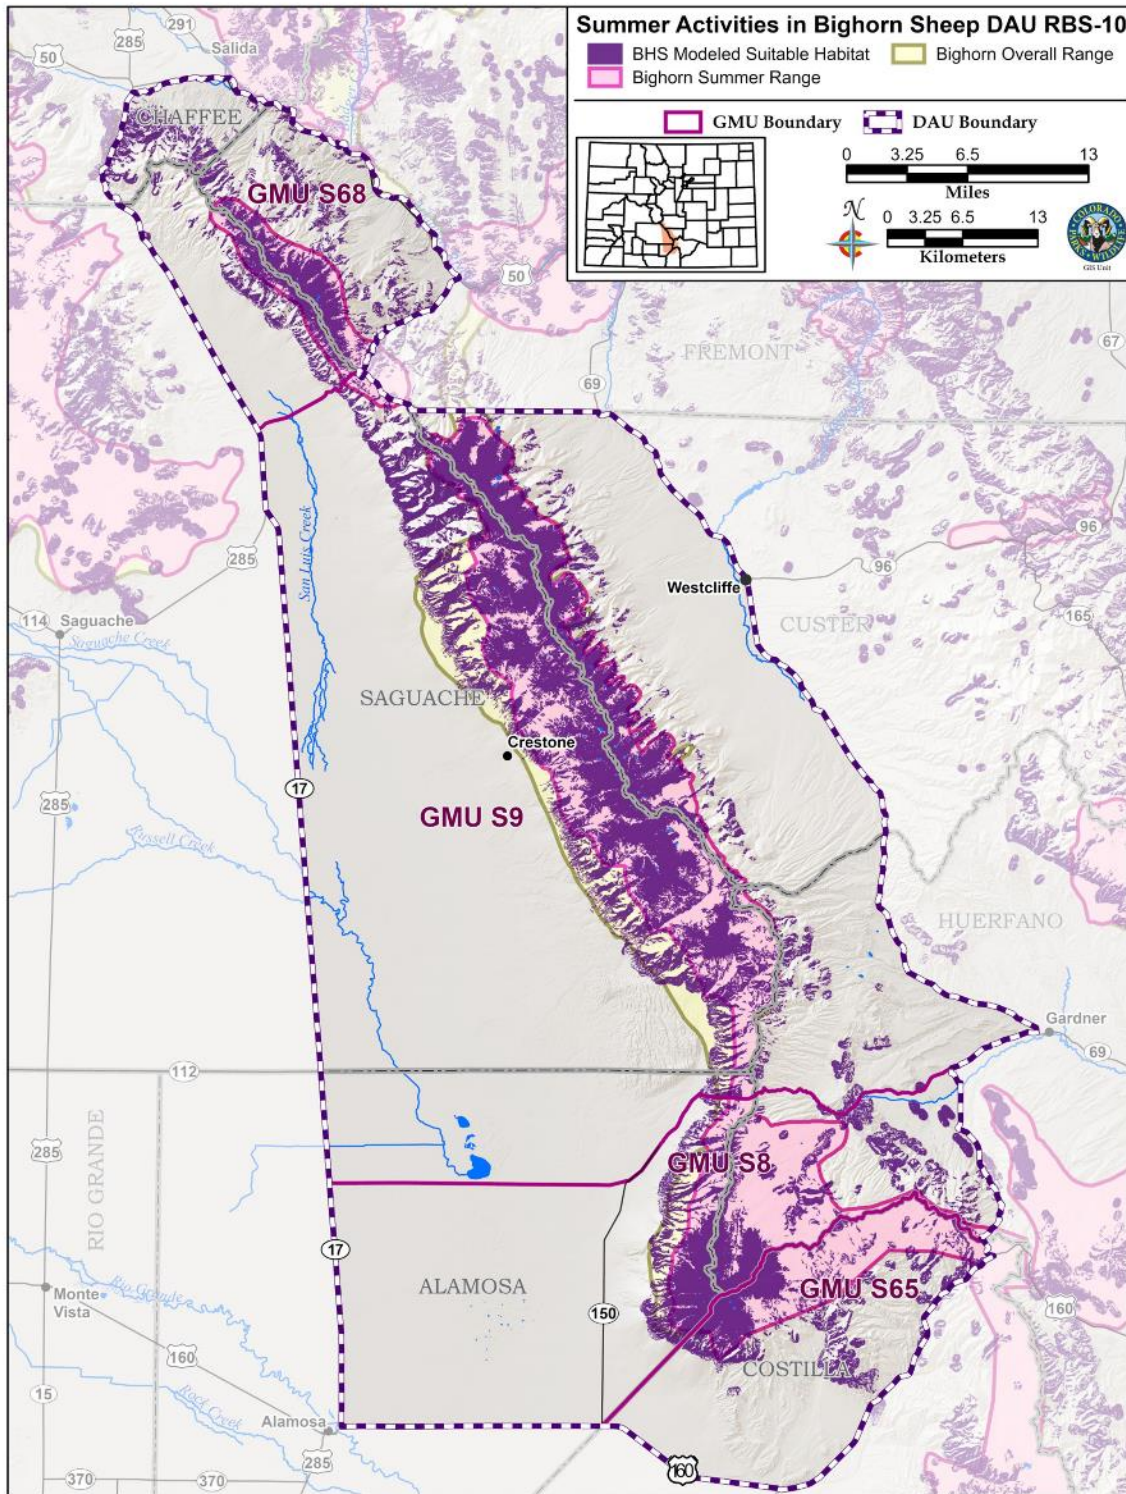 Summer Activities in Bighorn Sheep DAU RBS-10
BHS Modeled Suitable Habitat
Bighorn Overall Range
Bighorn Summer Range
GMU Boundary
DAU Boundary
0 3.25 6.5 13
Miles
N
0 3.25 6.5 13
Kilometers
COLORADO
PARKS WILDLIFE
GIS Unit
291
285
50
Salida
CHAFFEE
GMU S68
50
67
FREMONT
69
San Luis Creek
285
96
Westcliffe
96
114
Saguache
Saguache Creek
165
CUSTER
SAGUACHE
Crestone
17
285
GMU S9
Russell Creek
HUERFANO
Gardner
69
112
RIO GRANDE
285
GMU S8
17
ALAMOSA
GMU S65
Monte
Vista
Rio Grande
150
160
160
COSTILLA
15
Rock Creek
Alamosa
285
160
370
370